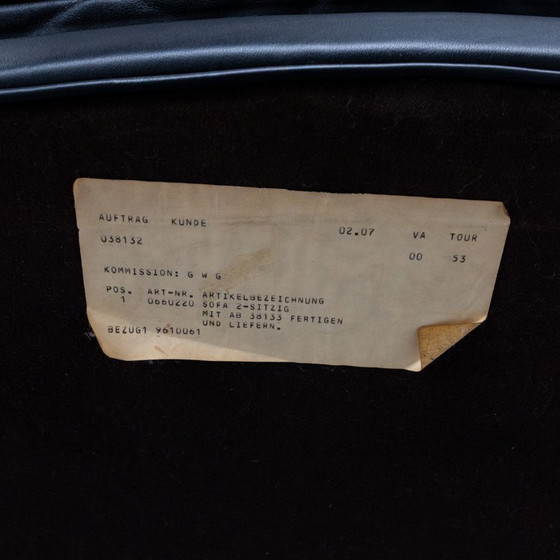 AUFTRAG KUNDE 02.07 VA TOUR
038132 00 53
KOMMISSION: G W G
POS. ART-NR. ARTIKELBEZEICHNUNG
1 0660220 SOFA 2-SITZIG
MIT AB 38133 FERTIGEN
UND LIEFERN.
BEZUG1 9610061